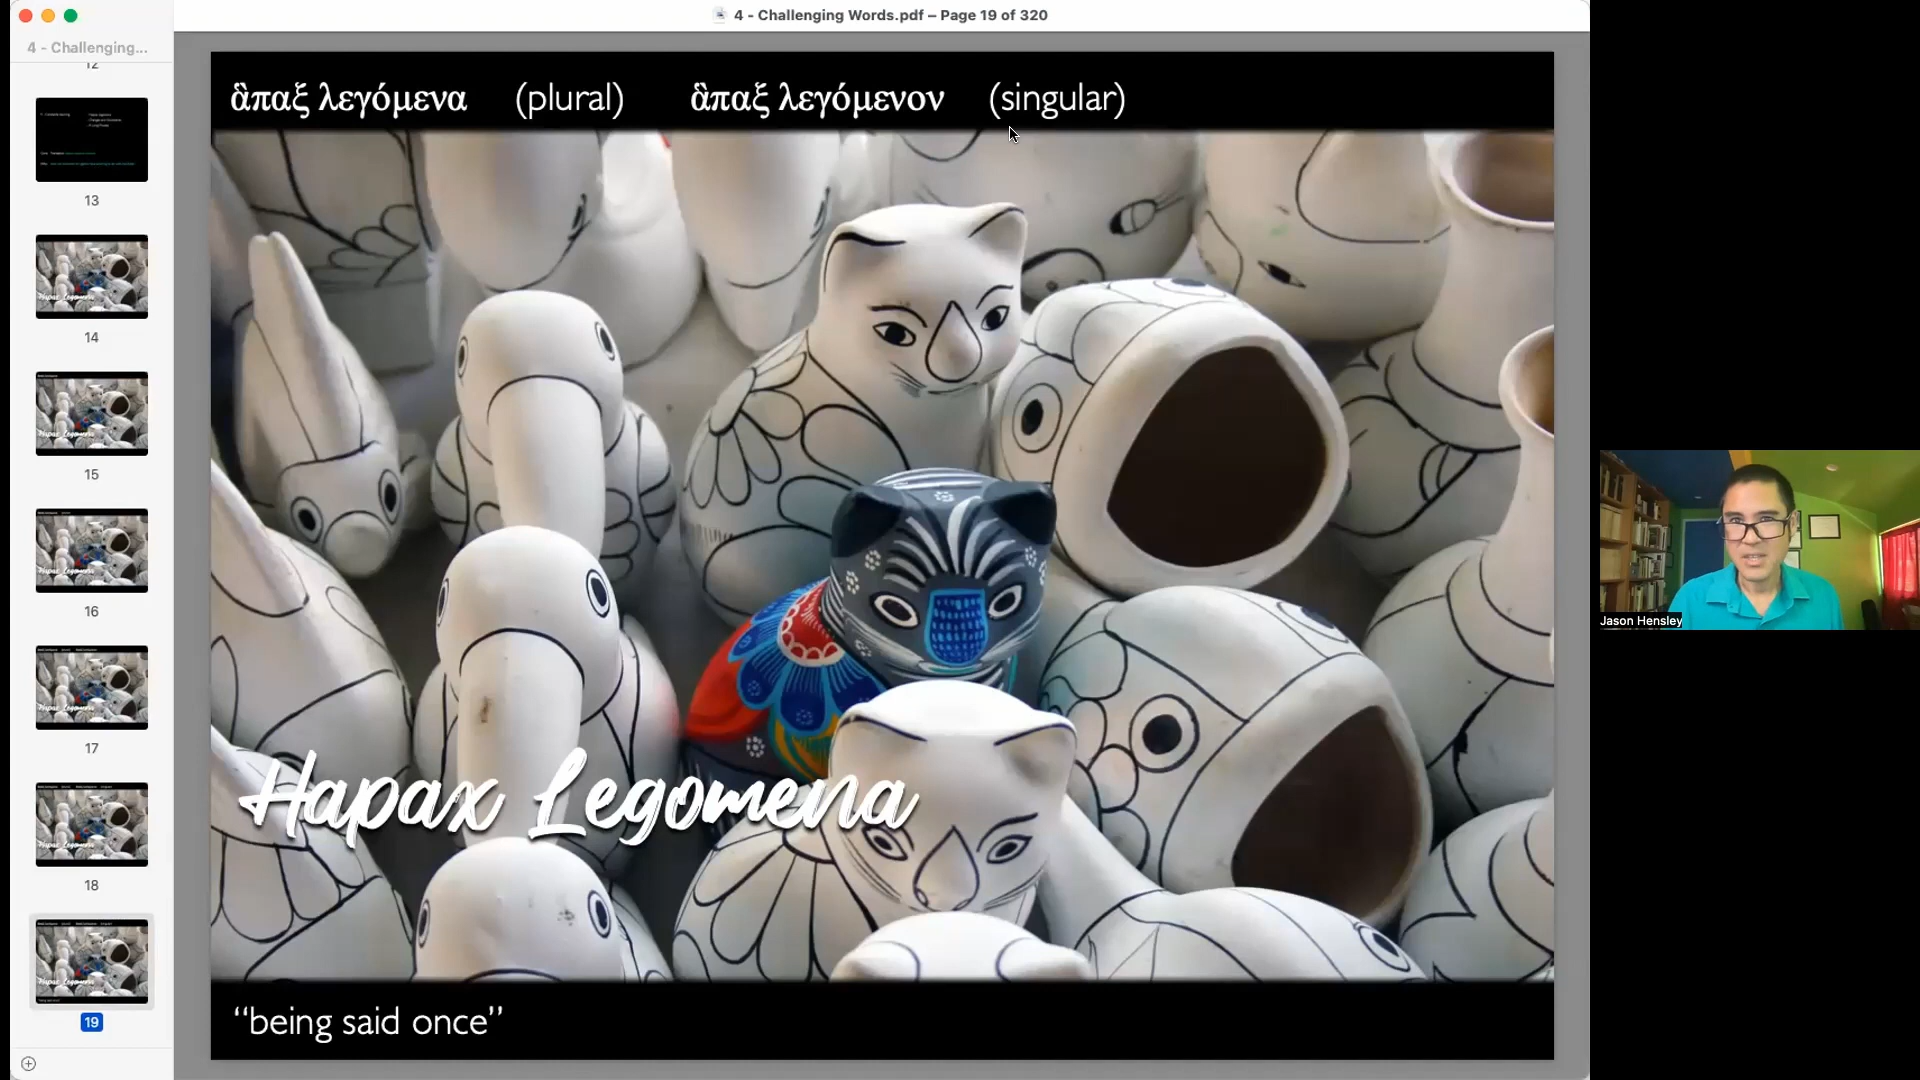 4 - Challenging Words.pdf – Page 19 of 320
4 - Challenging...
12
13
14
15
16
17
18
19
ἅπαξ λεγόμενα (plural) ἅπαξ λεγόμενον (singular)
Hapax Legomena
“being said once”
Jason Hensley